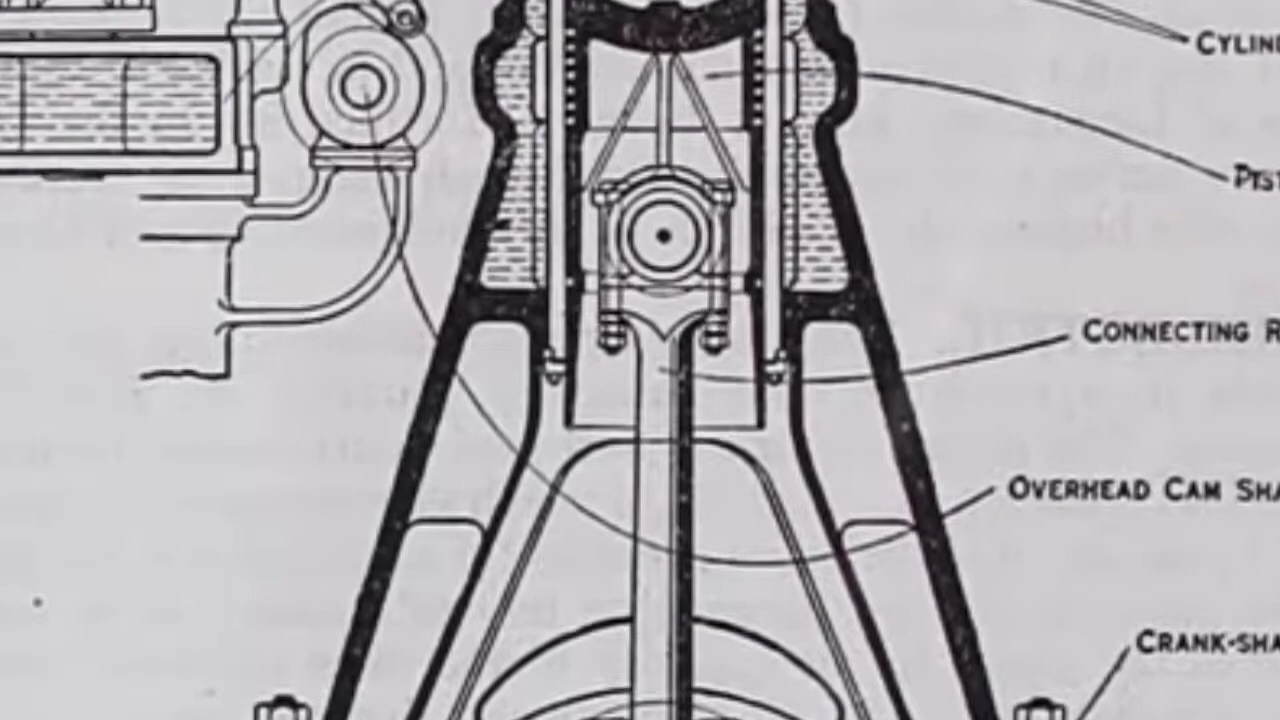 CYLIN
PIST
CONNECTING R
OVERHEAD CAM SHA
CRANK-SHA